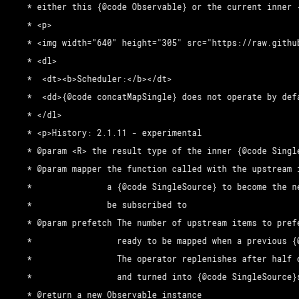 * either this {@code Observable} or the current inner
* <p>
* <img width="640" height="305" src="https://raw.githu
* <dl>
*  <dt><b>Scheduler:</b></dt>
*  <dd>{@code concatMapSingle} does not operate by def
* </dl>
* <p>History: 2.1.11 - experimental
* @param <R> the result type of the inner {@code Single
* @param mapper the function called with the upstream
*               a {@code SingleSource} to become the ne
*               be subscribed to
* @param prefetch The number of upstream items to pref
*                 ready to be mapped when a previous {@
*                 The operator replenishes after half
*                 and turned into {@code SingleSource}
* @return a new Observable instance